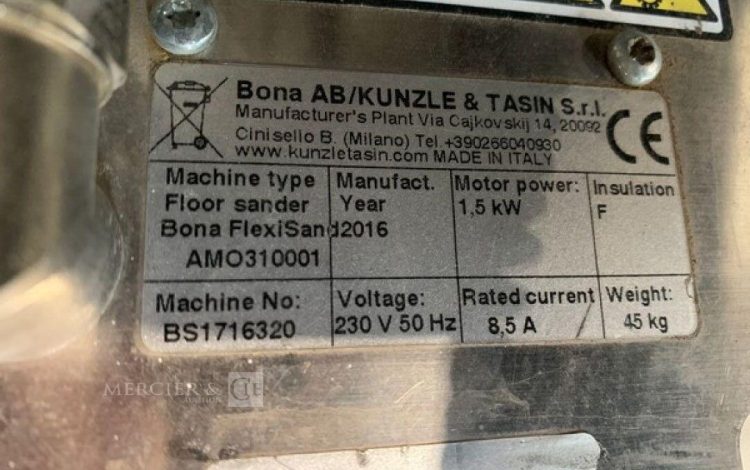 Bona AB/KUNZLE & TASIN S.r.l.
Manufacturer's Plant Via Cajkovskij 14, 20092
Cinisello B. (Milano) Tel.+390266040930
www.kunzletasin.com MADE IN ITALY
CE
Machine type
Floor sander
Bona FlexiSand
AMO310001
Manufact.
Year
2016
Motor power:
1,5 kW
Insulation
F
Machine No:
BS1716320
Voltage:
230 V 50 Hz
Rated current
8,5 A
Weight:
45 kg
MERCIER & CIE